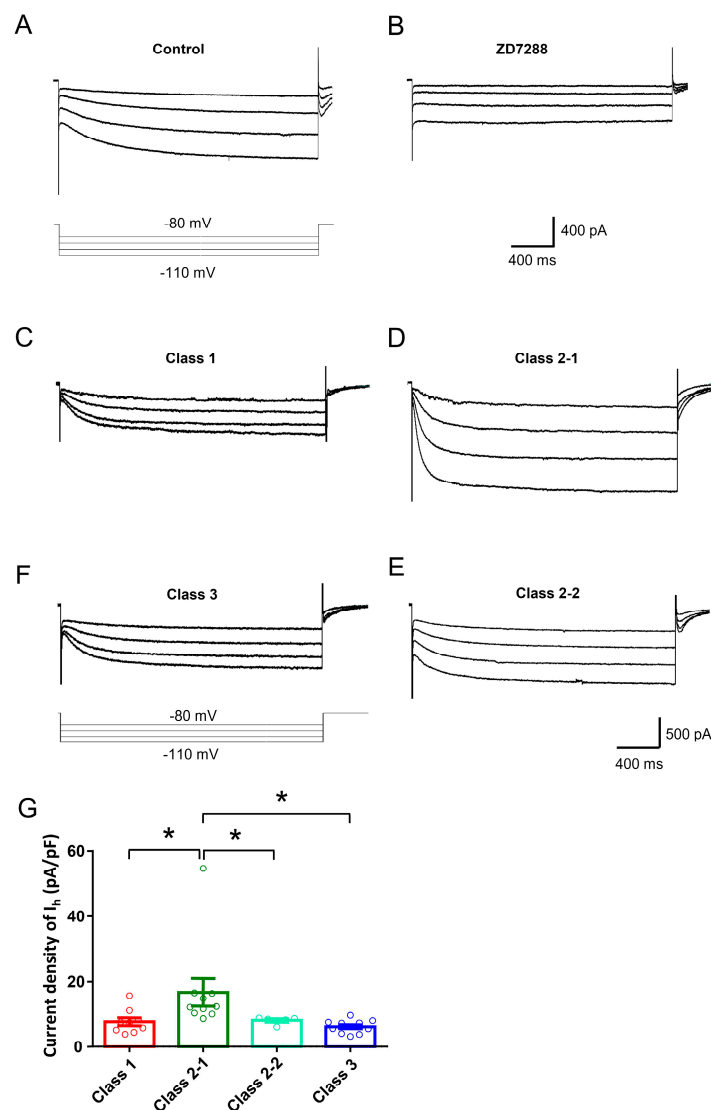 A
Control
B
ZD7288
-80 mV
-110 mV
400 pA
400 ms
C
Class 1
D
Class 2-1
F
Class 3
E
Class 2-2
-80 mV
-110 mV
500 pA
400 ms
G
* * *
Current density of Ih (pA/pF)
60
40
20
0
Class 1
Class 2-1
Class 2-2
Class 3